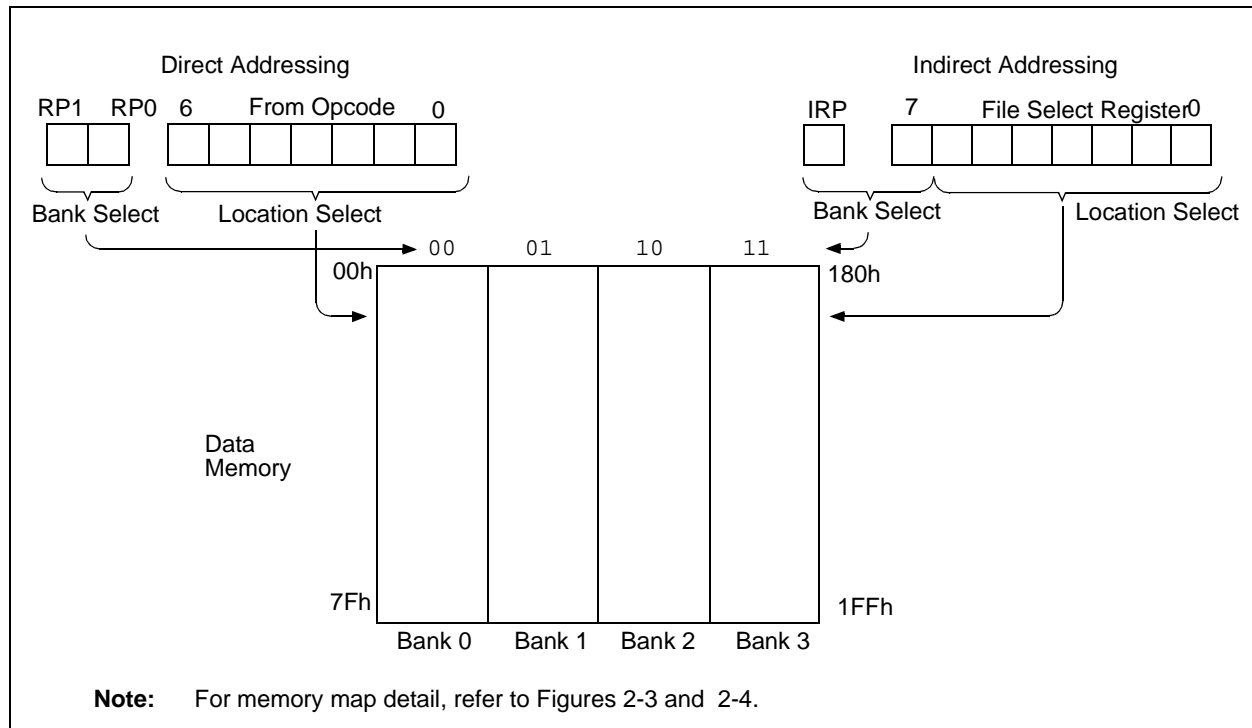 Direct Addressing
Indirect Addressing
RP1 RP0 6 From Opcode 0
IRP 7 File Select Register 0
Bank Select Location Select
Bank Select Location Select
00 01 10 11
00h 180h
Data
Memory
7Fh 1FFh
Bank 0 Bank 1 Bank 2 Bank 3
Note: For memory map detail, refer to Figures 2-3 and 2-4.